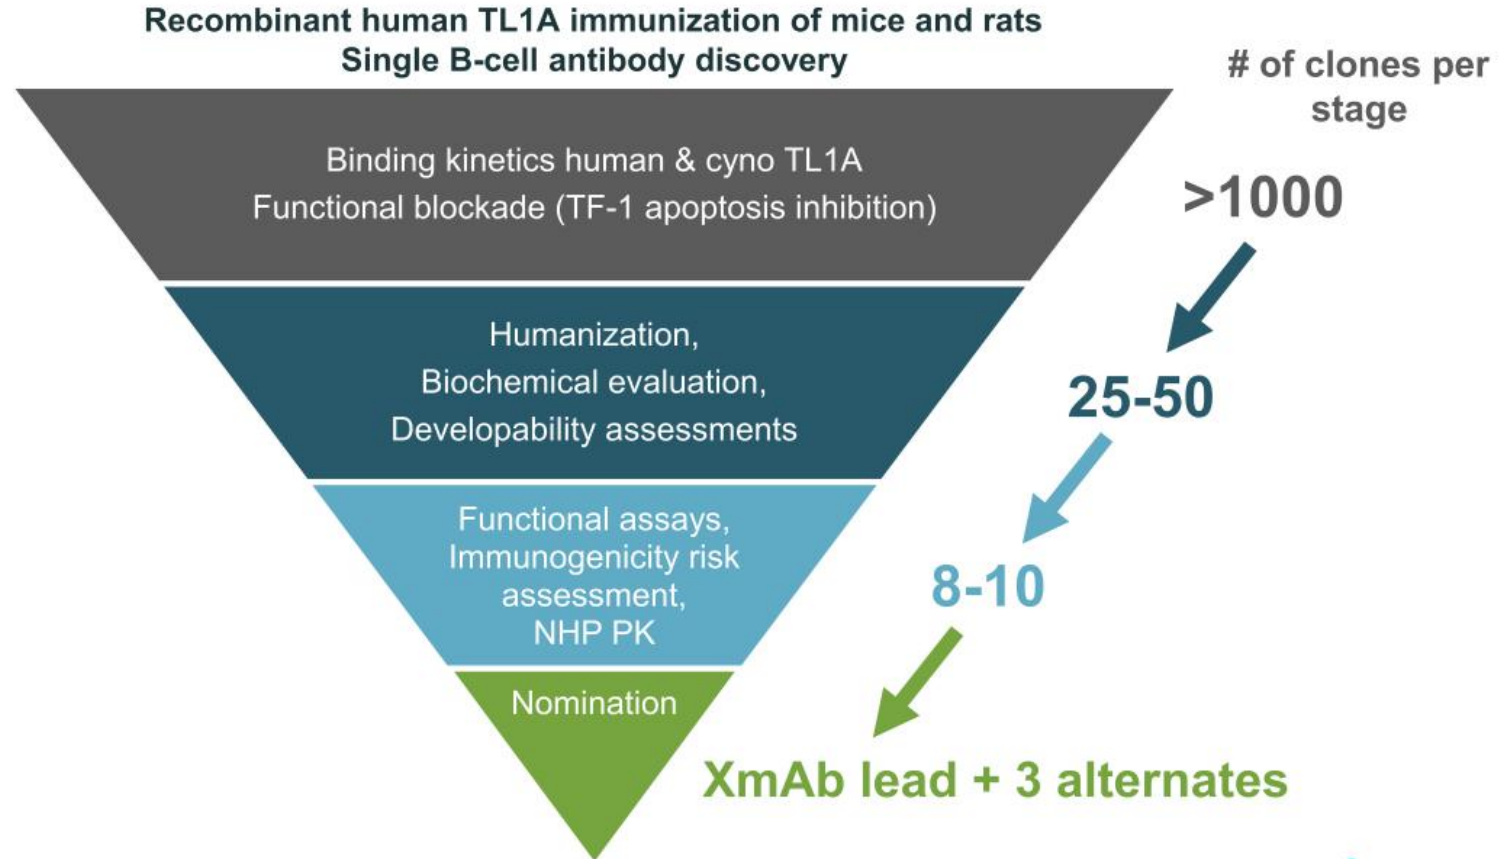 Recombinant human TL1A immunization of mice and rats
Single B-cell antibody discovery
# of clones per
stage
Binding kinetics human & cyno TL1A
Functional blockade (TF-1 apoptosis inhibition)
>1000
Humanization,
Biochemical evaluation,
Developability assessments
25-50
Functional assays,
Immunogenicity risk
assessment,
NHP PK
8-10
Nomination
XmAb lead + 3 alternates